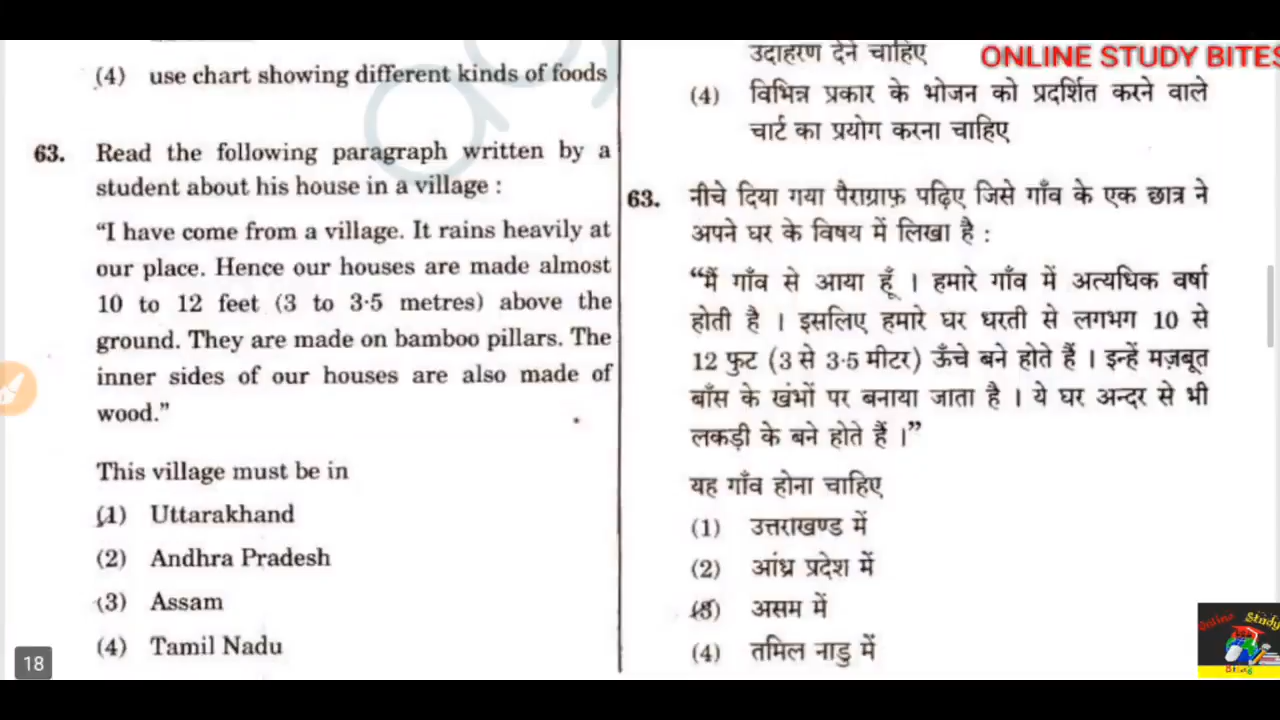 (4) use chart showing different kinds of foods
63. Read the following paragraph written by a
student about his house in a village :
“I have come from a village. It rains heavily at
our place. Hence our houses are made almost
10 to 12 feet (3 to 3·5 metres) above the
ground. They are made on bamboo pillars. The
inner sides of our houses are also made of
wood.”
This village must be in
(1) Uttarakhand
(2) Andhra Pradesh
(3) Assam
(4) Tamil Nadu
18
उदाहरण देने चाहिए
(4) विभिन्न प्रकार के भोजन को प्रदर्शित करने वाले
चार्ट का प्रयोग करना चाहिए
63. नीचे दिया गया पैराग्राफ़ पढ़िए जिसे गाँव के एक छात्र ने
अपने घर के विषय में लिखा है :
“मैं गाँव से आया हूँ । हमारे गाँव में अत्यधिक वर्षा
होती है । इसलिए हमारे घर धरती से लगभग 10 से
12 फुट (3 से 3·5 मीटर) ऊँचे बने होते हैं । इन्हें मज़बूत
बाँस के खंभों पर बनाया जाता है । ये घर अन्दर से भी
लकड़ी के बने होते हैं ।”
यह गाँव होना चाहिए
(1) उत्तराखण्ड में
(2) आंध्र प्रदेश में
(3) असम में
(4) तमिल नाडु में
ONLINE STUDY BITES
Online Study
Bites